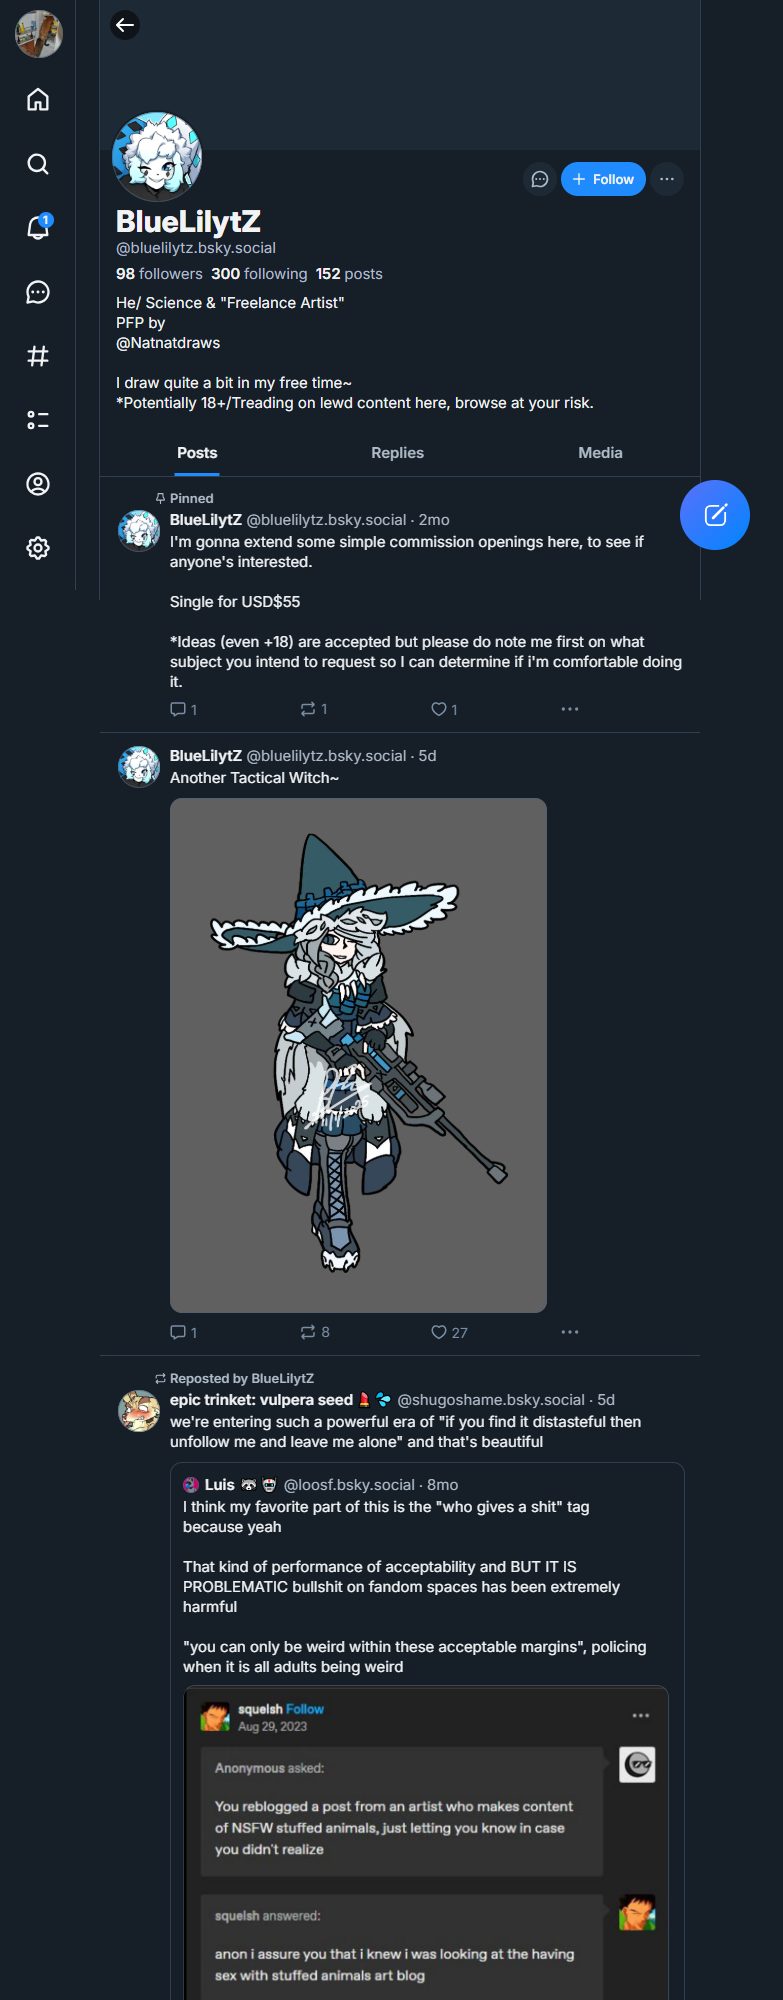 1
Follow
BlueLilytZ
@bluelilytz.bsky.social
98 followers 300 following 152 posts
He/ Science & "Freelance Artist"
PFP by
@Natnatdraws
I draw quite a bit in my free time~
*Potentially 18+/Treading on lewd content here, browse at your risk.
Posts Replies Media
Pinned
BlueLilytZ @bluelilytz.bsky.social · 2mo
I'm gonna extend some simple commission openings here, to see if
anyone's interested.
Single for USD$55
*Ideas (even +18) are accepted but please do note me first on what
subject you intend to request so I can determine if i'm comfortable doing
it.
1 1 1
BlueLilytZ @bluelilytz.bsky.social · 5d
Another Tactical Witch~
1 8 27
Reposted by BlueLilytZ
epic trinket: vulpera seed 💄 💦 @shugoshame.bsky.social · 5d
we're entering such a powerful era of "if you find it distasteful then
unfollow me and leave me alone" and that's beautiful
Luis 🦝 @loosf.bsky.social · 8mo
I think my favorite part of this is the "who gives a shit" tag
because yeah
That kind of performance of acceptability and BUT IT IS
PROBLEMATIC bullshit on fandom spaces has been extremely
harmful
"you can only be weird within these acceptable margins", policing
when it is all adults being weird
squelsh Follow
Aug 29, 2023
Anonymous asked:
You reblogged a post from an artist who makes content
of NSFW stuffed animals, just letting you know in case
you didn't realize
squelsh answered:
anon i assure you that i knew i was looking at the having
sex with stuffed animals art blog